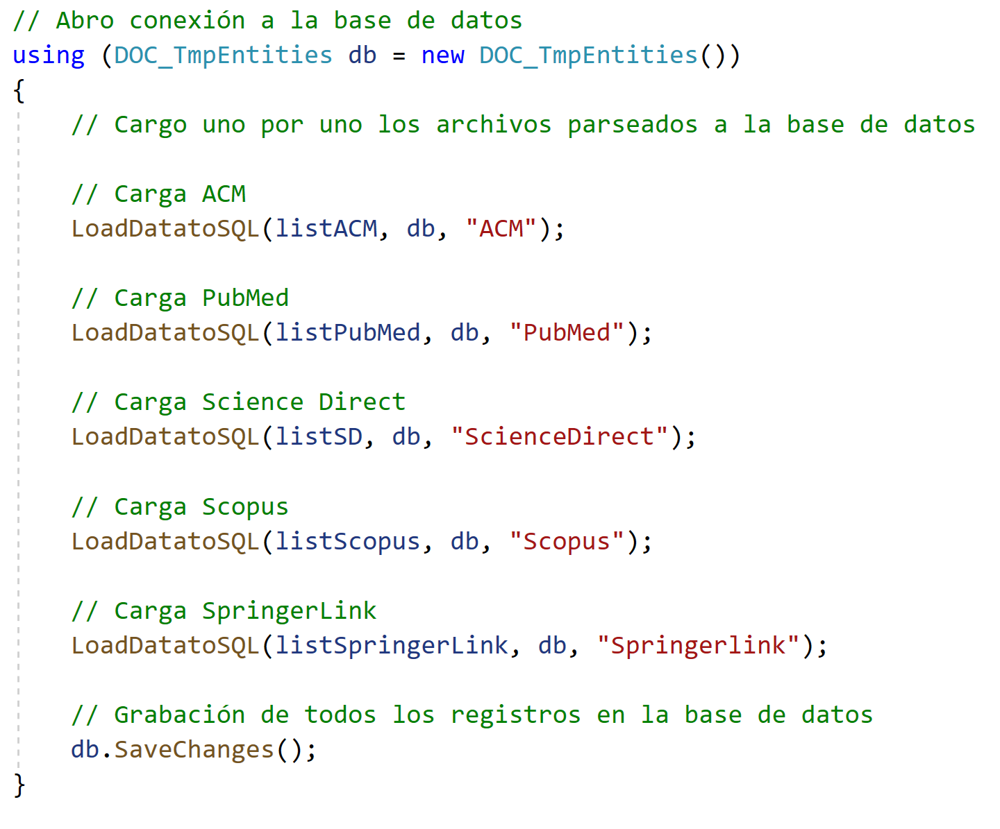 // Abro conexión a la base de datos
using (DOC_TmpEntities db = new DOC_TmpEntities())
{
    // Cargo uno por uno los archivos parseados a la base de datos

    // Carga ACM
    LoadDatatoSQL(listACM, db, "ACM");

    // Carga PubMed
    LoadDatatoSQL(listPubMed, db, "PubMed");

    // Carga Science Direct
    LoadDatatoSQL(listSD, db, "ScienceDirect");

    // Carga Scopus
    LoadDatatoSQL(listScopus, db, "Scopus");

    // Carga SpringerLink
    LoadDatatoSQL(listSpringerLink, db, "Springerlink");

    // Grabación de todos los registros en la base de datos
    db.SaveChanges();
}